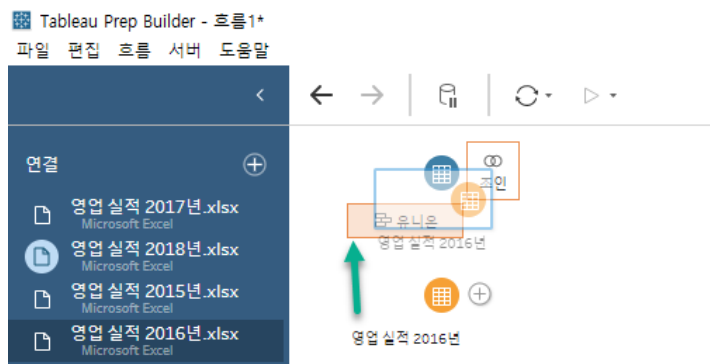 Tableau Prep Builder - 흐름1*
파일 편집 흐름 서버 도움말
연결
영업 실적 2017년.xlsx
Microsoft Excel
영업 실적 2018년.xlsx
Microsoft Excel
영업 실적 2015년.xlsx
Microsoft Excel
영업 실적 2016년.xlsx
Microsoft Excel
조인
유니온
영업 실적 2016년
영업 실적 2016년